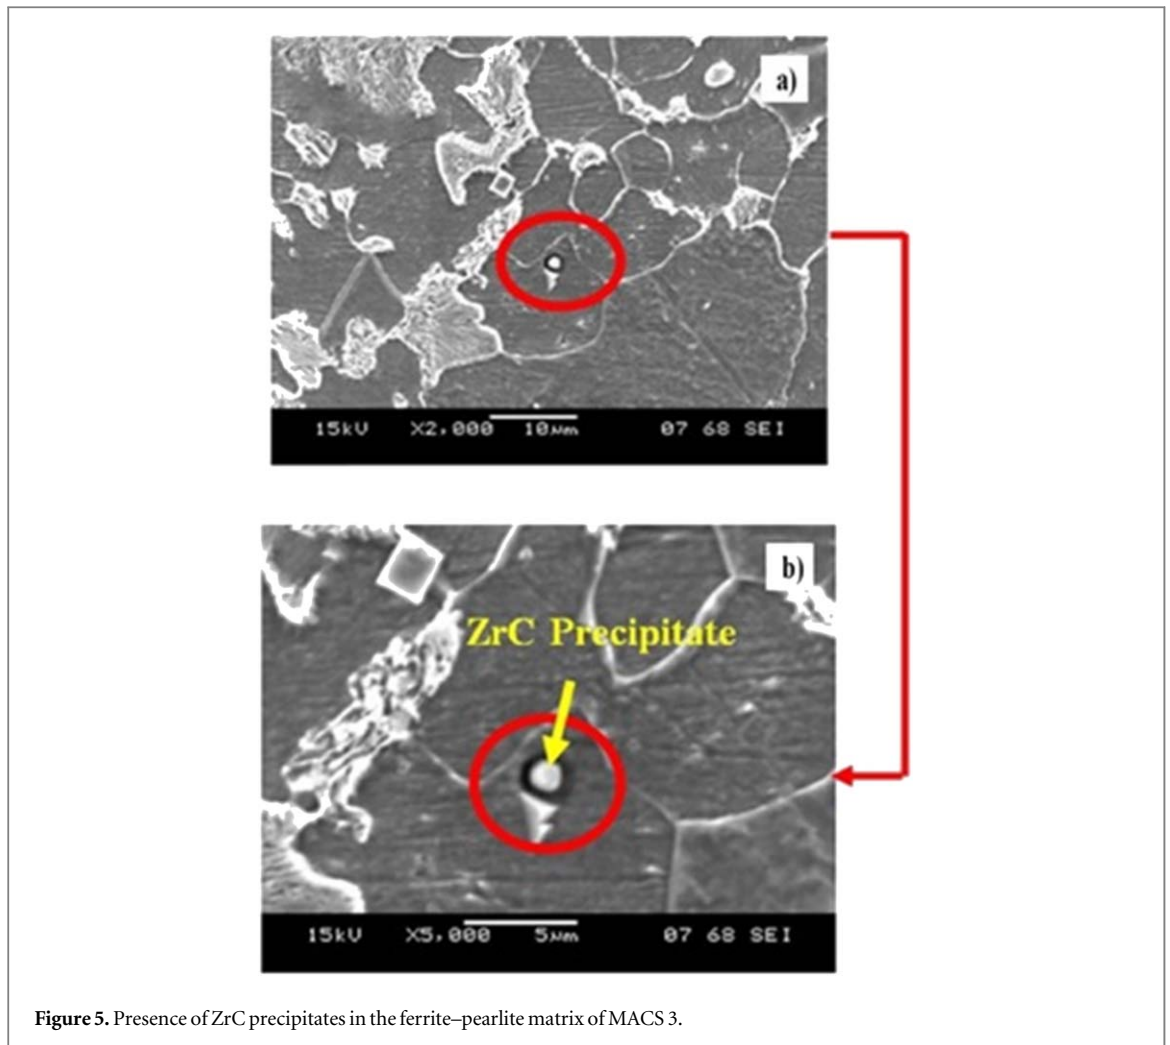 a)
15kV X2,000 10μm 07 68 SEI
b)
ZrC Precipitate
15kV X5,000 5μm 07 68 SEI
Figure 5. Presence of ZrC precipitates in the ferrite–pearlite matrix of MACS 3.